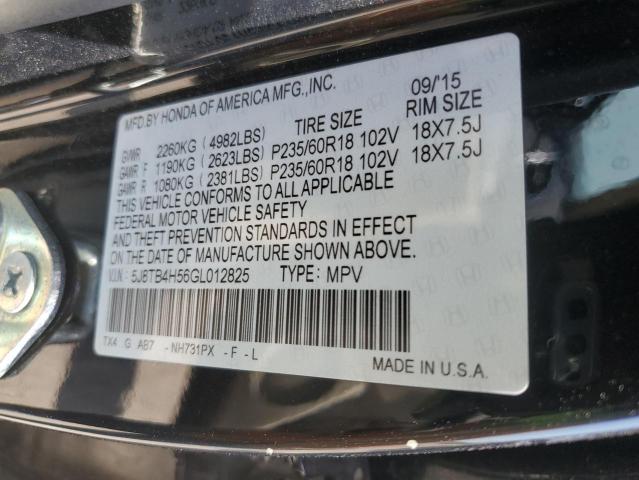 MFD.BY HONDA OF AMERICA MFG.,INC. 09/'15
TIRE SIZE RIM SIZE
GVWR 2260KG (4982LBS)
GAWR F 1190KG (2623LBS) P235/60R18 102V 18X7.5J
GAWR R 1080KG (2381LBS) P235/60R18 102V 18X7.5J
THIS VEHICLE CONFORMS TO ALL APPLICABLE
FEDERAL MOTOR VEHICLE SAFETY
AND THEFT PREVENTION STANDARDS IN EFFECT
ON THE DATE OF MANUFACTURE SHOWN ABOVE.
V.I.N: 5J8TB4H56GL012825 TYPE: MPV
TX4 G AB7 -NH731PX -F-L
MADE IN U.S.A.